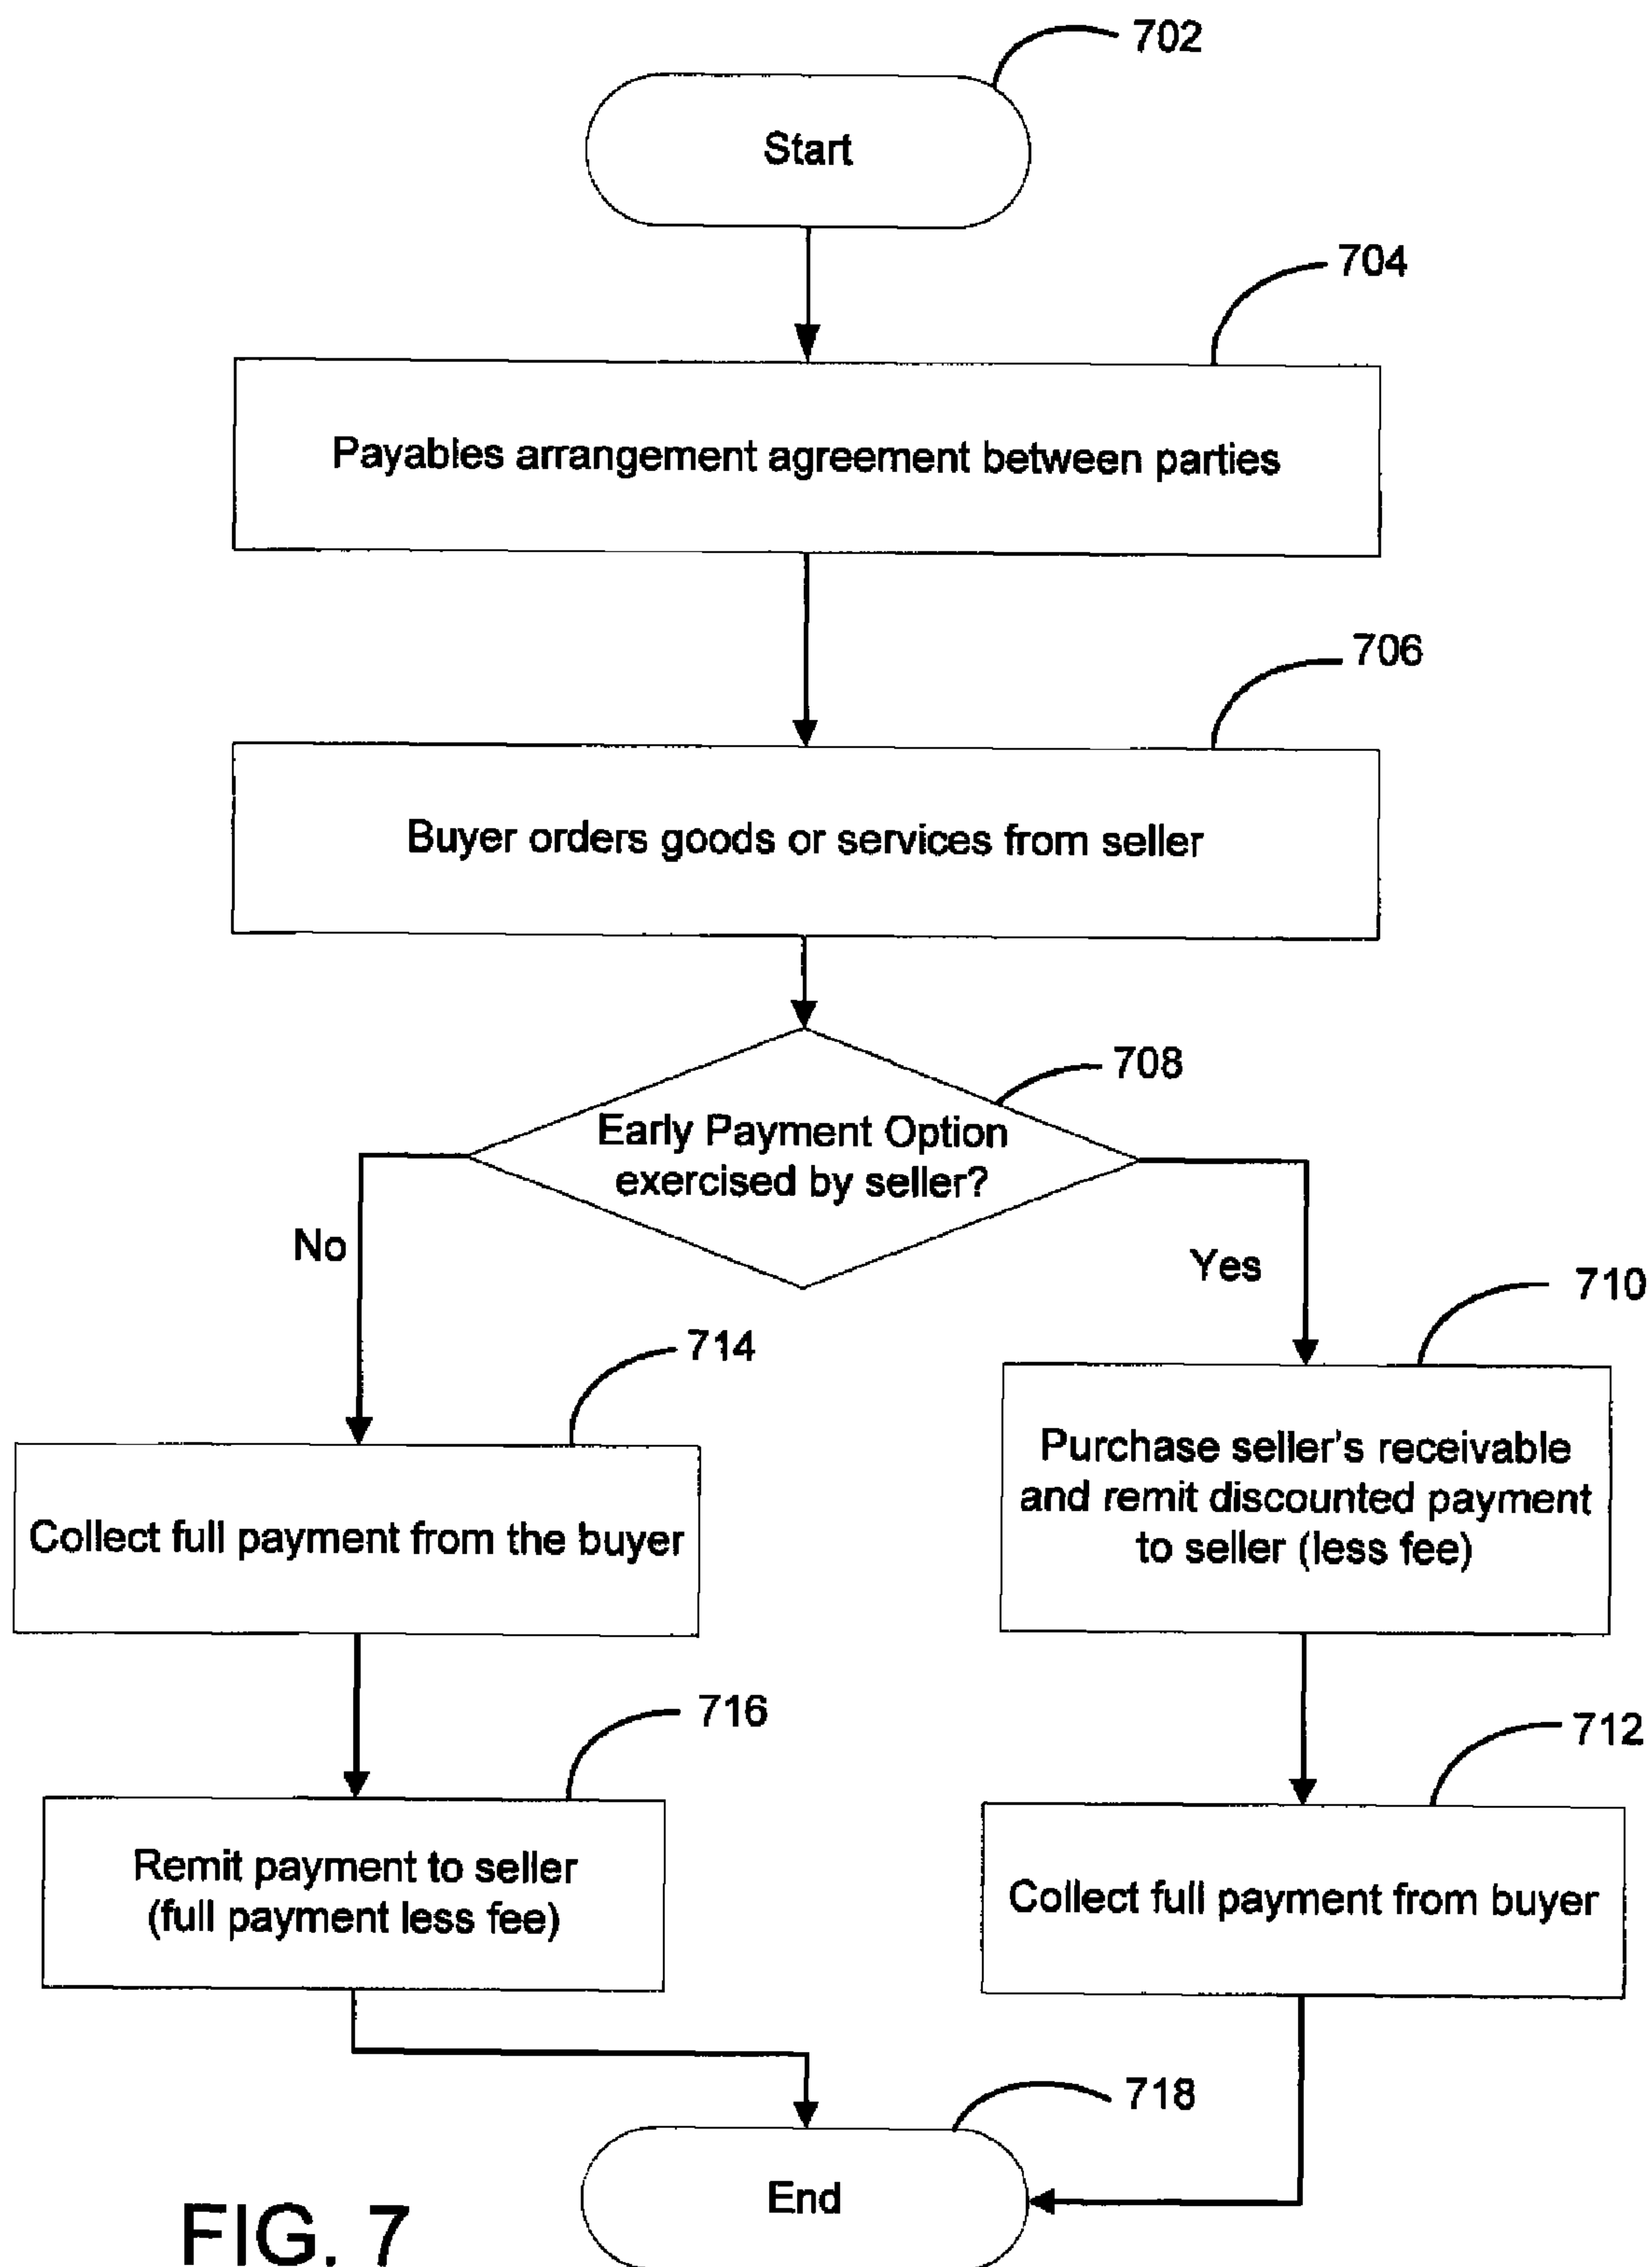 702
Start
704
Payables arrangement agreement between parties
706
Buyer orders goods or services from seller
708
Early Payment Option
exercised by seller?
No
Yes
710
714
Purchase seller's receivable
and remit discounted payment
to seller (less fee)
Collect full payment from the buyer
716
712
Remit payment to seller
(full payment less fee)
Collect full payment from buyer
718
End
FIG. 7